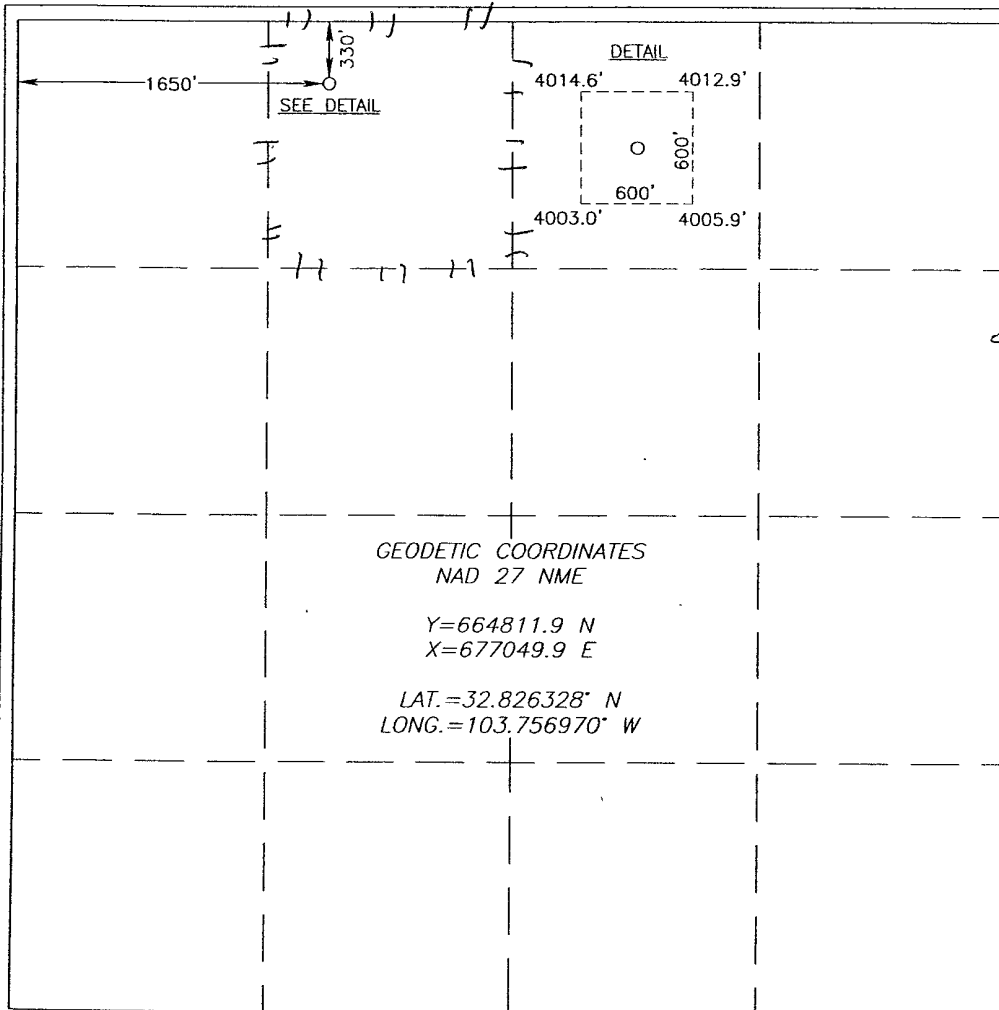 330'
1650'
SEE DETAIL
DETAIL
4014.6' 4012.9'
600'
600'
4003.0' 4005.9'
GEODETIC COORDINATES
NAD 27 NME
Y=664811.9 N
X=677049.9 E
LAT.=32.826328° N
LONG.=103.756970° W